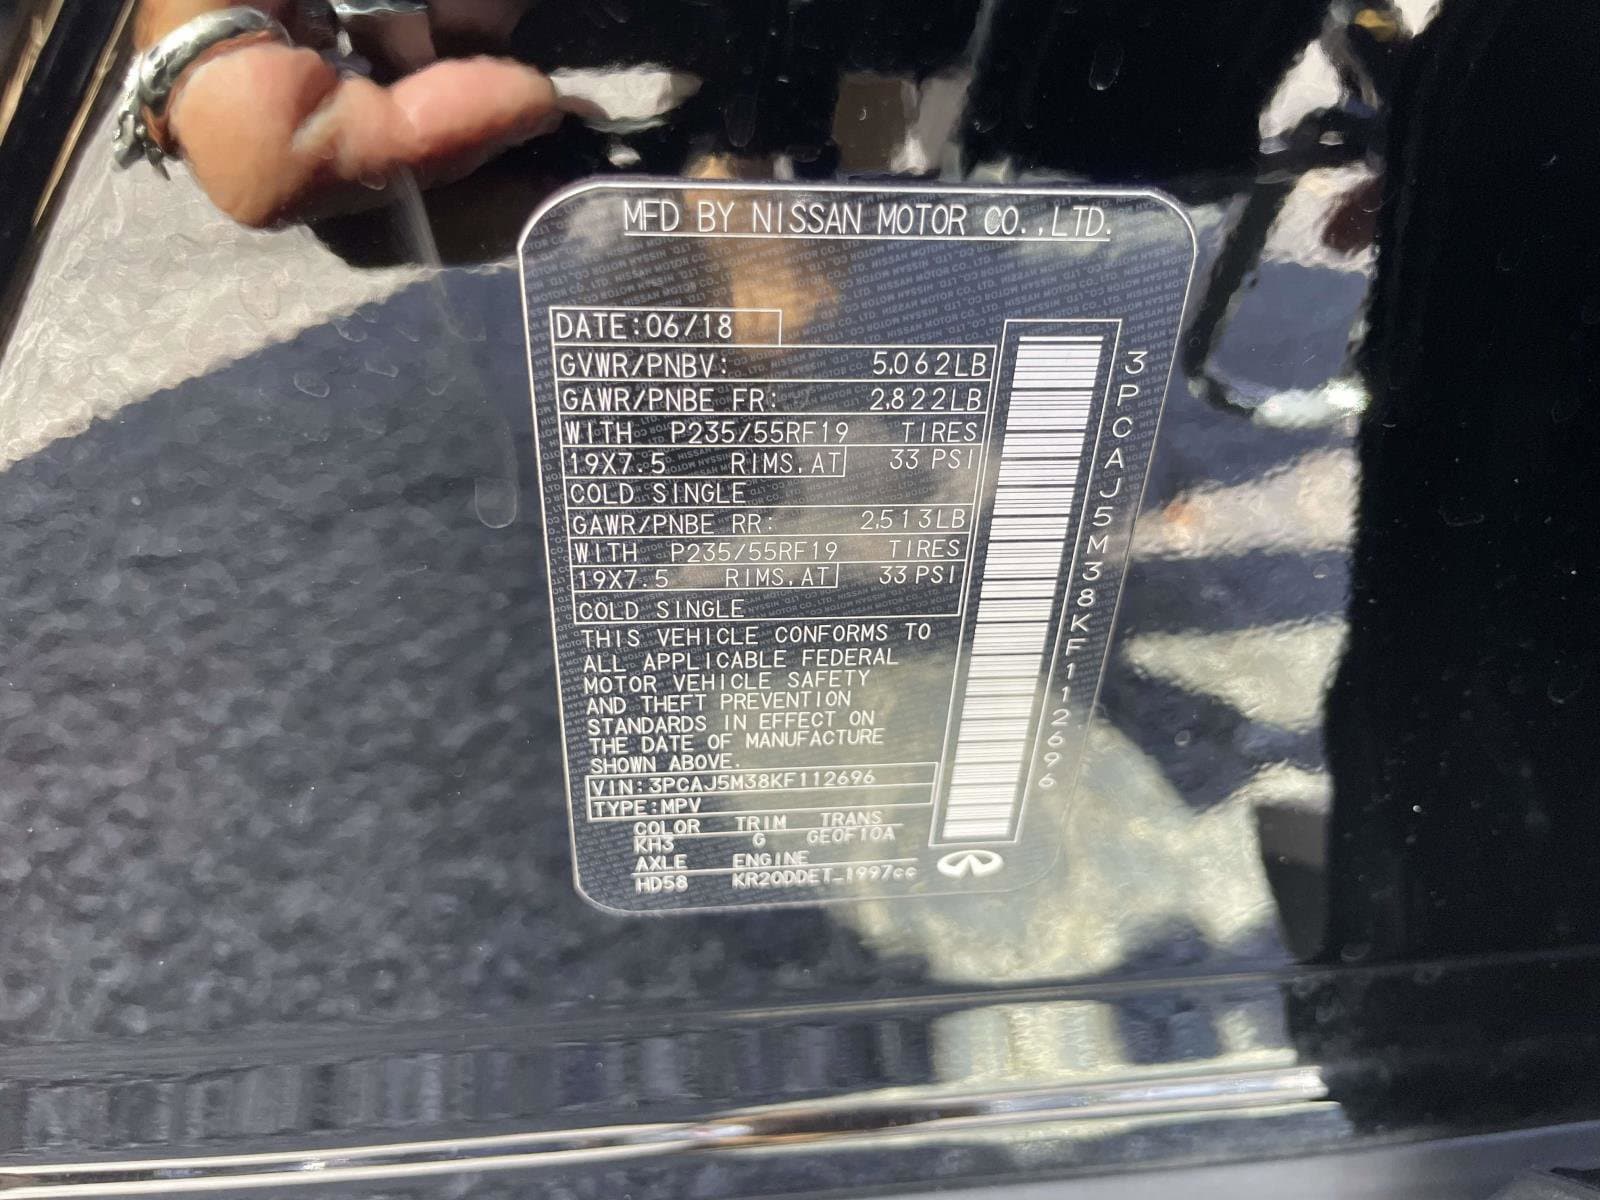 MFD BY NISSAN MOTOR CO.,LTD.
DATE:06/18
GVWR/PNBV: 5,062LB
GAWR/PNBE FR: 2,822LB
WITH P235/55RF19 TIRES
19X7.5 RIMS,AT 33 PSI
COLD SINGLE
GAWR/PNBE RR: 2,513LB
WITH P235/55RF19 TIRES
19X7.5 RIMS,AT 33 PSI
COLD SINGLE
THIS VEHICLE CONFORMS TO
ALL APPLICABLE FEDERAL
MOTOR VEHICLE SAFETY
AND THEFT PREVENTION
STANDARDS IN EFFECT ON
THE DATE OF MANUFACTURE
SHOWN ABOVE.
VIN:3PCAJ5M38KF112696
TYPE:MPV
COLOR TRIM TRANS
KH3 G GE0F10A
AXLE ENGINE
HD58 KR20DDET-1997cc
3PCAJ5M38KF112696